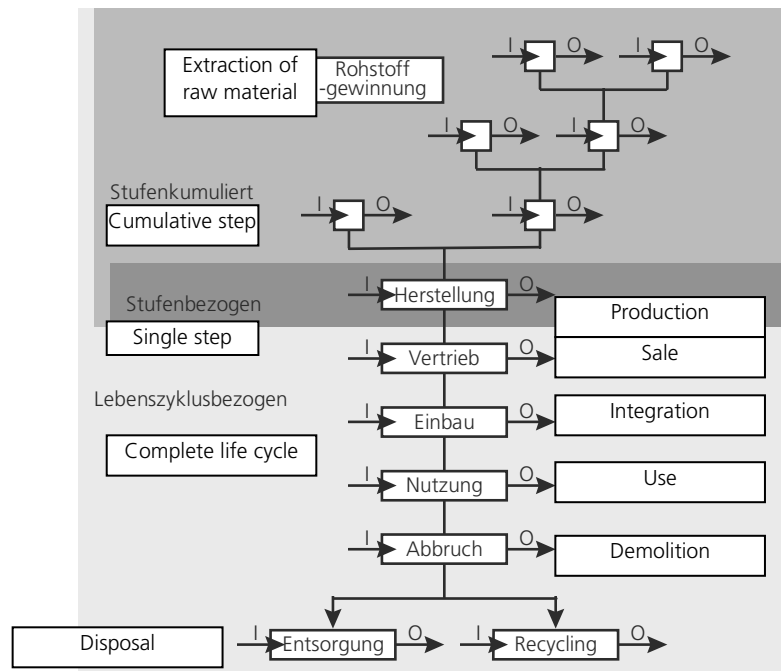 I O I O
Extraction of
raw material
Rohstoff
-gewinnung
I O I O
Stufenkumuliert
Cumulative step
I O I O
Stufenbezogen
Single step
I Herstellung O
Production
I Vertrieb O Sale
Lebenszyklusbezogen
I Einbau O Integration
Complete life cycle
I Nutzung O Use
I Abbruch O Demolition
Disposal I Entsorgung O I Recycling O